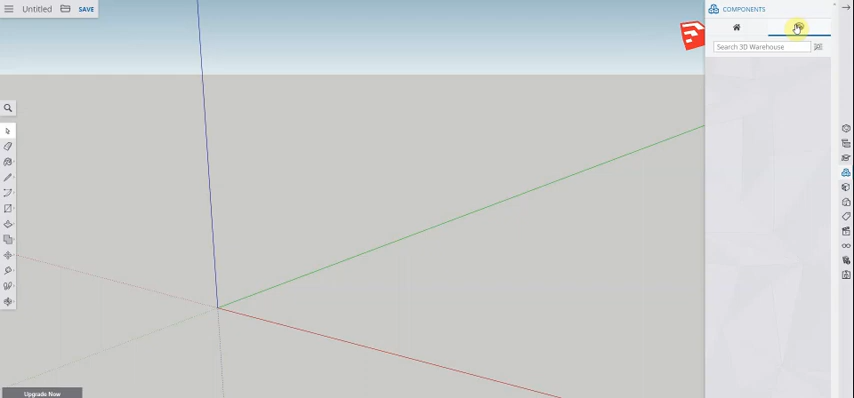 Untitled SAVE
COMPONENTS
Search 3D Warehouse
Upgrade Now